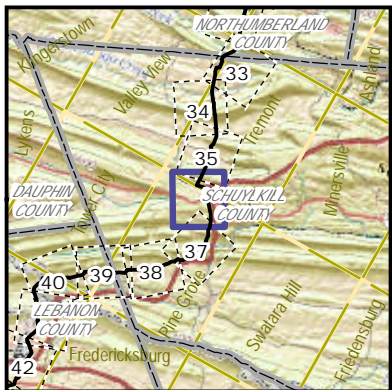 NORTHUMBERLAND
COUNTY
Klingerstown
33
Ashland
Valley View
34
Tremont
Lykens
35
Minersville
DAUPHIN
COUNTY
Tower City
SCHUYLKILL
COUNTY
37
38
39
40
LEBANON
COUNTY
Pine Grove
Swatara Hill
Friedensburg
Fredericksburg
42